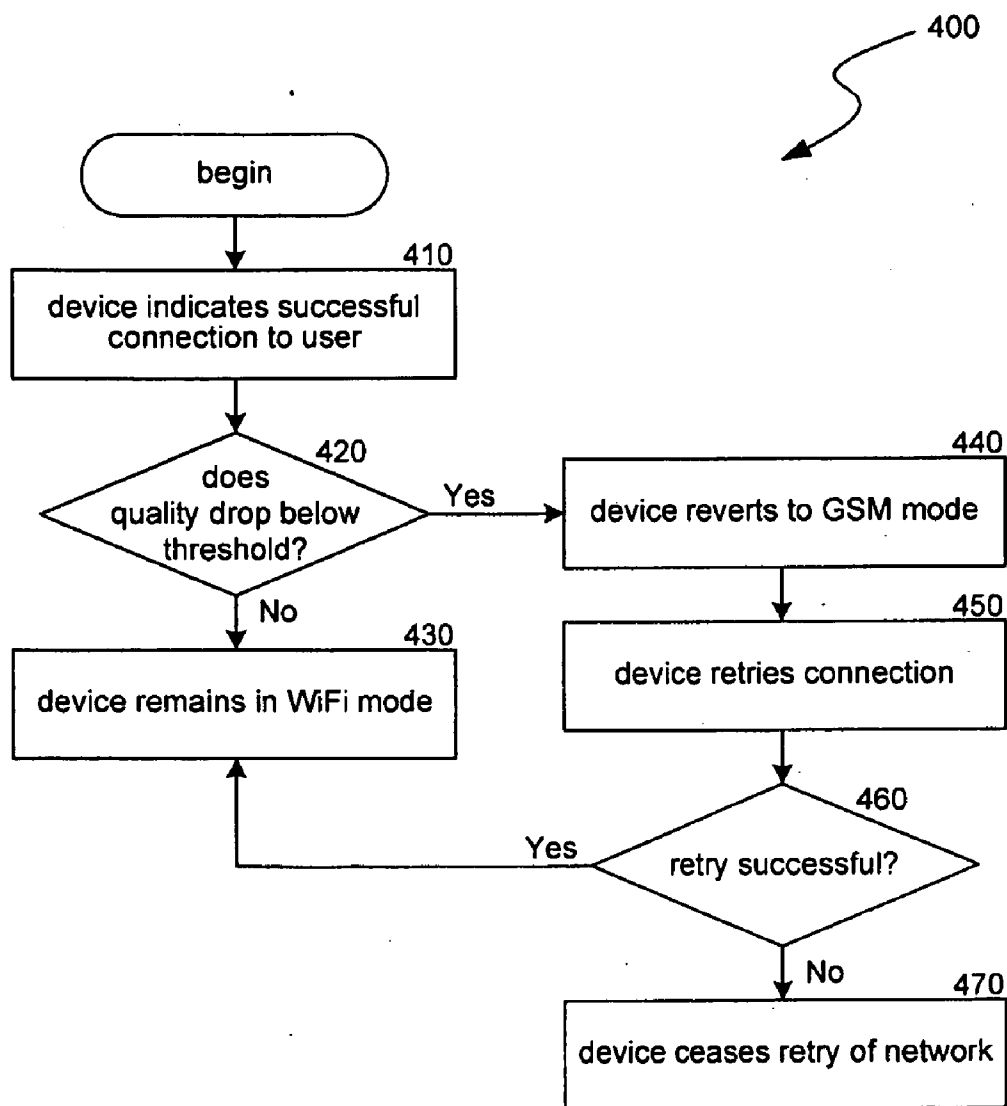 400
begin
410
device indicates successful
connection to user
420
does
quality drop below
threshold?
Yes
No
430
device remains in WiFi mode
440
device reverts to GSM mode
450
device retries connection
460
retry successful?
Yes
No
470
device ceases retry of network